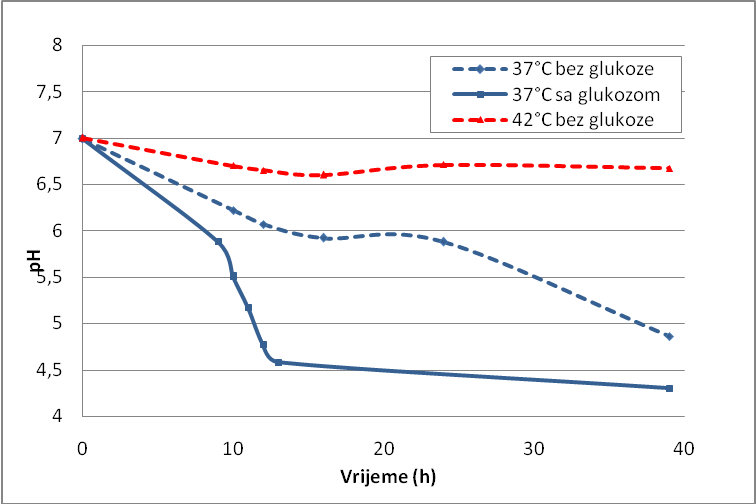 8
7,5
7
6,5
6
5,5
5
4,5
4
pH
37°C bez glukoze
37°C sa glukozom
42°C bez glukoze
0 10 20 30 40
Vrijeme (h)